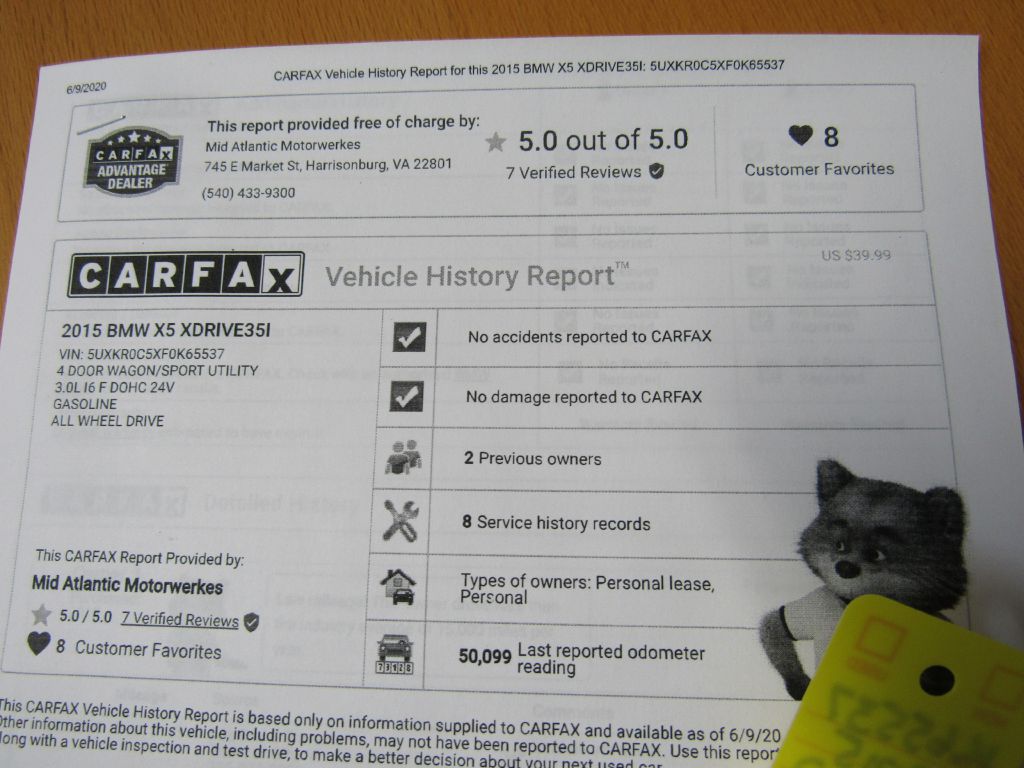 6/9/2020
CARFAX Vehicle History Report for this 2015 BMW X5 XDRIVE35I: 5UXKR0C5XF0K65537
CARFAX
ADVANTAGE
DEALER
This report provided free of charge by:
Mid Atlantic Motorwerkes
745 E Market St, Harrisonburg, VA 22801
(540) 433-9300
5.0 out of 5.0
7 Verified Reviews
8
Customer Favorites
CARFAX Vehicle History Report™
US $39.99
2015 BMW X5 XDRIVE35I
VIN: 5UXKR0C5XF0K65537
4 DOOR WAGON/SPORT UTILITY
3.0L I6 F DOHC 24V
GASOLINE
ALL WHEEL DRIVE
No accidents reported to CARFAX
No damage reported to CARFAX
2 Previous owners
8 Service history records
Types of owners: Personal lease,
Personal
73128
50,099 Last reported odometer
reading
This CARFAX Report Provided by:
Mid Atlantic Motorwerkes
5.0 / 5.0 7 Verified Reviews
8 Customer Favorites
This CARFAX Vehicle History Report is based only on information supplied to CARFAX and available as of 6/9/20
Other information about this vehicle, including problems, may not have been reported to CARFAX. Use this report
along with a vehicle inspection and test drive, to make a better decision about your next used car.